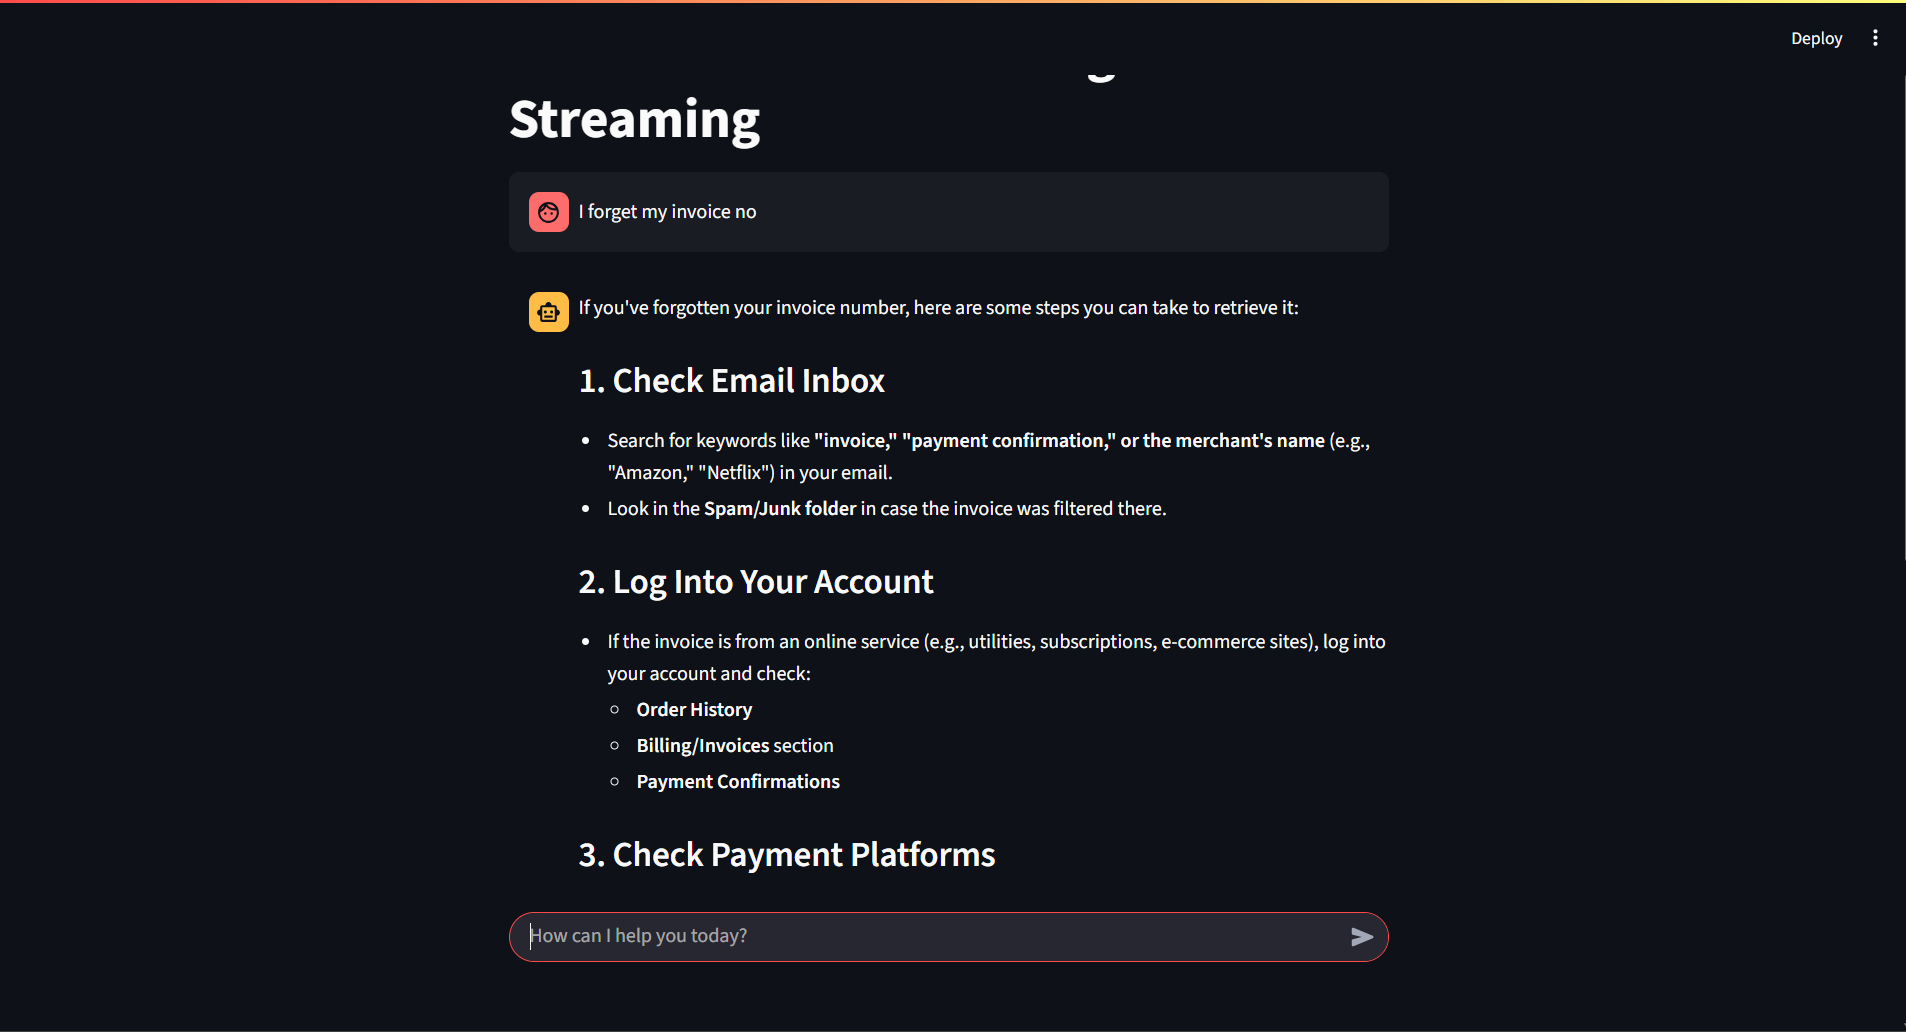 Deploy
Streaming
I forget my invoice no
If you've forgotten your invoice number, here are some steps you can take to retrieve it:
1. Check Email Inbox
Search for keywords like "invoice," "payment confirmation," or the merchant's name (e.g.,
"Amazon," "Netflix") in your email.
Look in the Spam/Junk folder in case the invoice was filtered there.
2. Log Into Your Account
If the invoice is from an online service (e.g., utilities, subscriptions, e-commerce sites), log into
your account and check:
Order History
Billing/Invoices section
Payment Confirmations
3. Check Payment Platforms
How can I help you today?